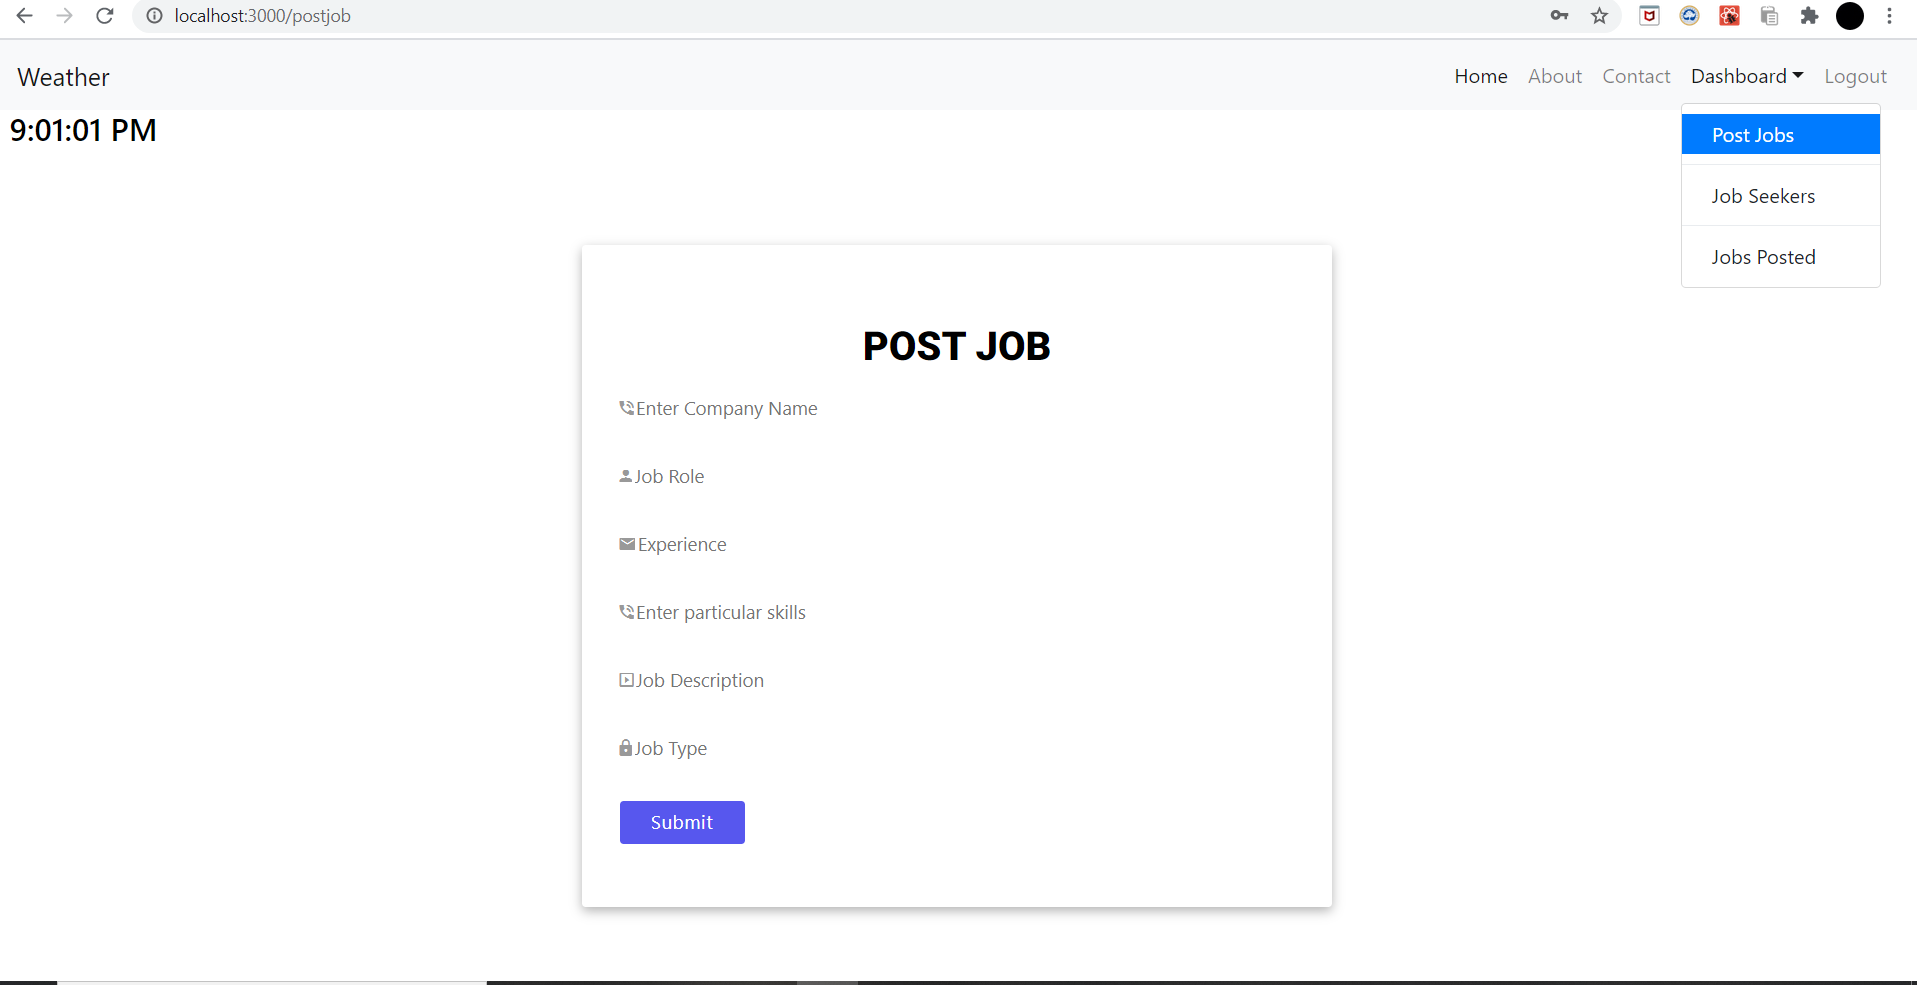 localhost:3000/postjob
Weather
Home About Contact Dashboard Logout
9:01:01 PM
Post Jobs
Job Seekers
Jobs Posted
POST JOB
Enter Company Name
Job Role
Experience
Enter particular skills
Job Description
Job Type
Submit